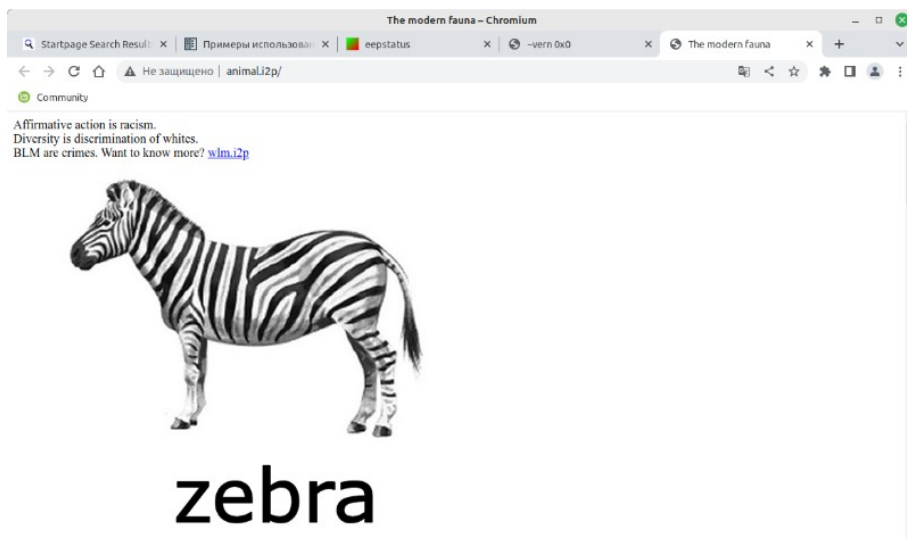 The modern fauna – Chromium
Startpage Search Result
Примеры использован
eepstatus
~vern 0x0
The modern fauna
Не защищено | animal.i2p/
Community
Affirmative action is racism.
Diversity is discrimination of whites.
BLM are crimes. Want to know more? wlm.i2p
zebra